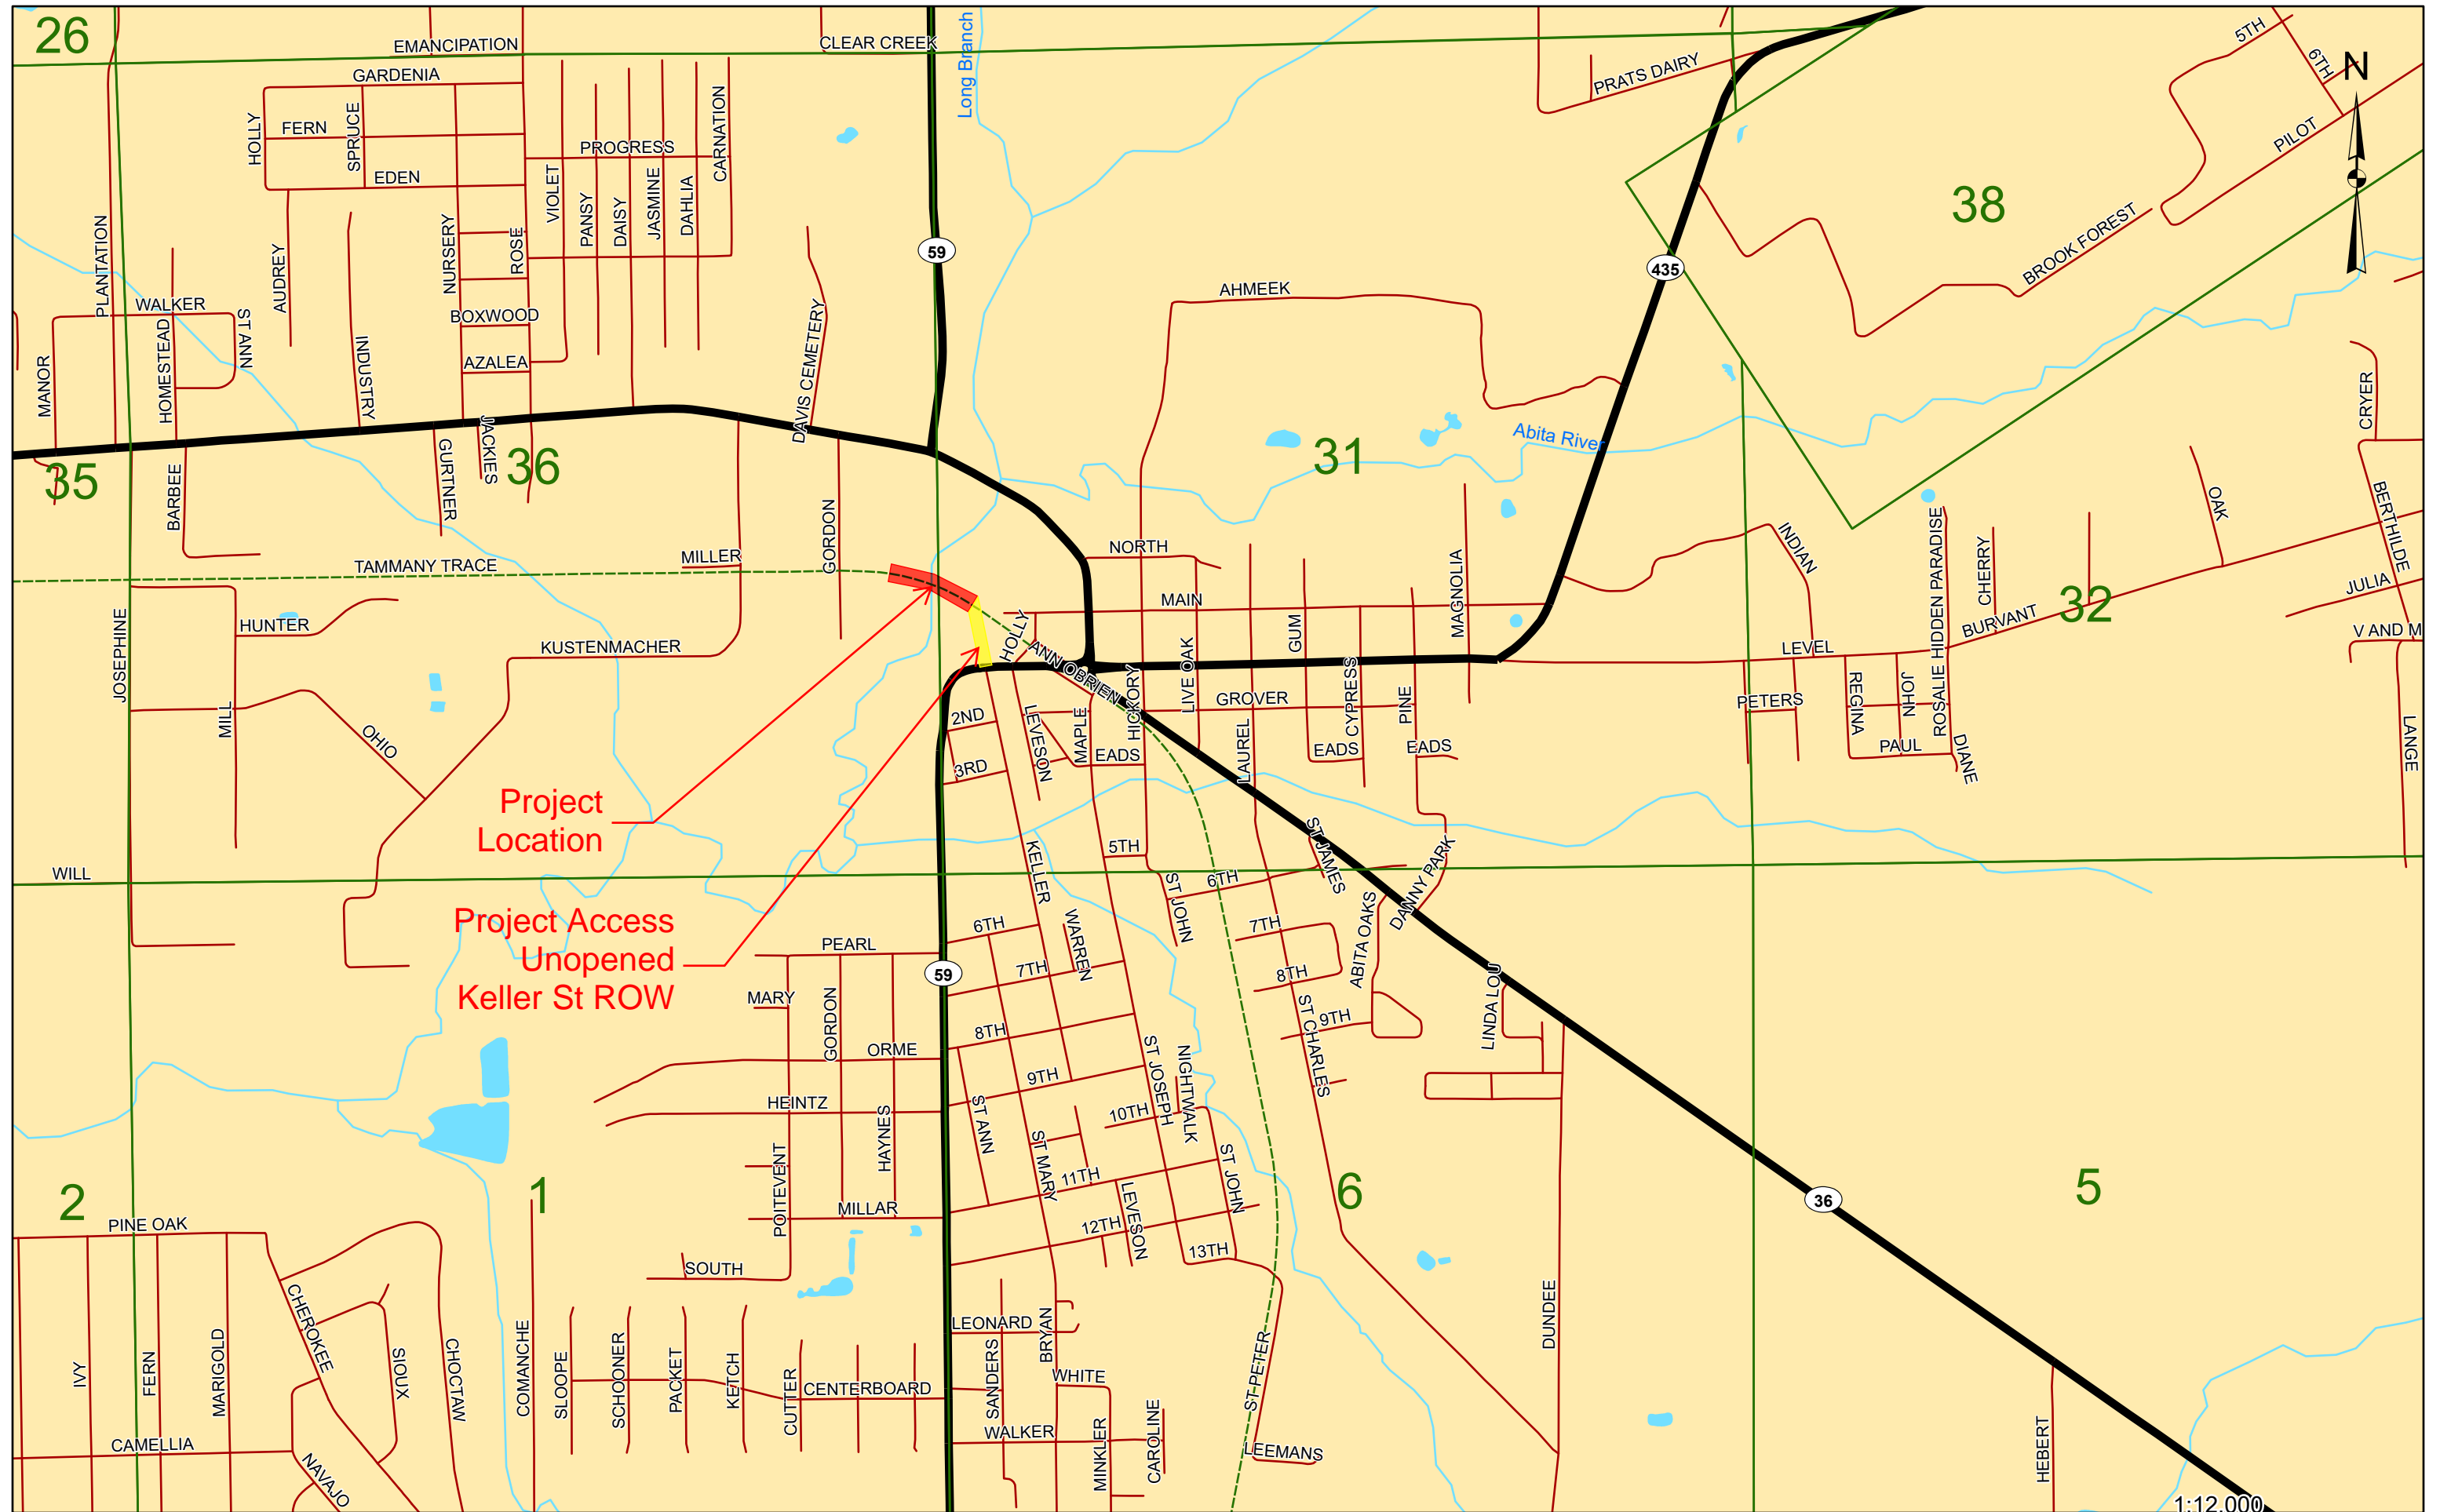 26
EMANCIPATION
CLEAR CREEK
Long Branch
5TH
6TH
N
GARDENIA
PRATS DAIRY
HOLLY
FERN
SPRUCE
CARNATION
PILOT
PROGRESS
EDEN
VIOLET
PANSY
DAISY
JASMINE
DAHLIA
38
PLANTATION
AUDREY
NURSERY
ROSE
59
435
BROOK FOREST
WALKER
ST ANN
HOMESTEAD
MANOR
INDUSTRY
BOXWOOD
AZALEA
DAVIS CEMETERY
AHMEEK
CRYER
35
JACKIES
GURTNER
36
31
Abita River
BARBEE
GORDON
OAK
BERTHILDE
TAMMANY TRACE
MILLER
NORTH
MAGNOLIA
INDIAN
ROSALIE HIDDEN PARADISE
CHERRY
32
JULIA
JOSEPHINE
HUNTER
MAIN
GUM
BURVANT
V AND M
KUSTENMACHER
HOLLY
ANN OBRIEN
LIVE OAK
LEVEL
MILL
OHIO
2ND
LEVESON
MAPLE
HICKORY
GROVER
LAUREL
CYPRESS
PINE
PETERS
REGINA
JOHN
PAUL
DIANE
LANGE
3RD
EADS
EADS
EADS
Project
Location
WILL
KELLER
5TH
ST JAMES
DANNY PARK
ST JOHN
6TH
ABITA OAKS
Project Access
Unopened
Keller St ROW
PEARL
6TH
WARREN
7TH
59
7TH
8TH
LINDA LOU
MARY
GORDON
8TH
ST CHARLES
9TH
ORME
9TH
ST JOSEPH
NIGHTWALK
HEINTZ
HAYNES
ST ANN
10TH
ST MARY
POITEVENT
11TH
LEVESON
ST JOHN
2
1
6
5
36
MILLAR
PINE OAK
12TH
13TH
SOUTH
CHEROKEE
SIOUX
CHOCTAW
COMANCHE
LEONARD
BRYAN
ST PETER
DUNDEE
IVY
FERN
MARIGOLD
SLOOPE
SCHOONER
PACKET
KETCH
CUTTER
CENTERBOARD
SANDERS
WHITE
CAMELLIA
NAVAJO
WALKER
MINKLER
CAROLINE
LEEMANS
HEBERT
1:12,000